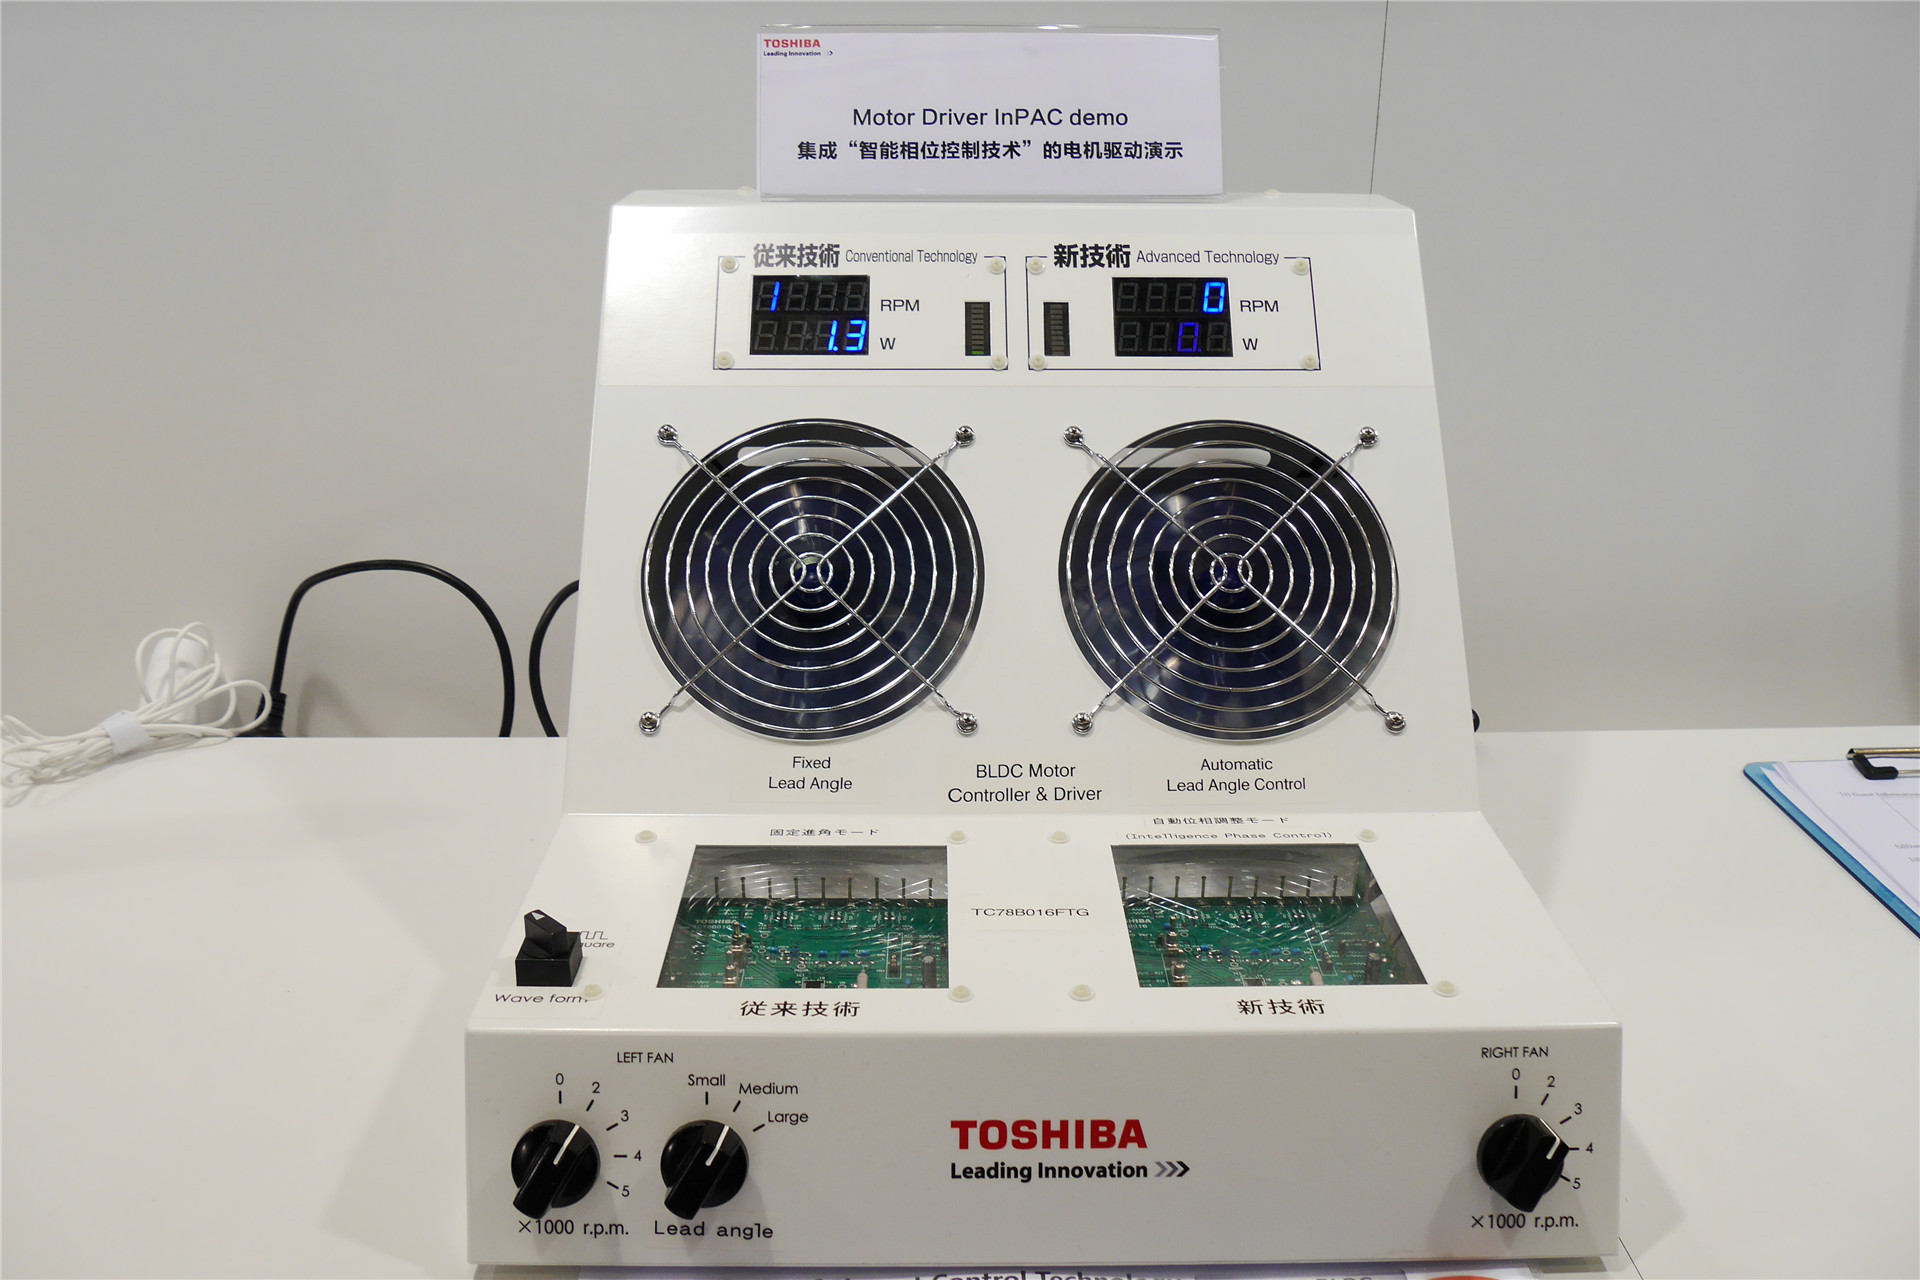 TOSHIBA
Leading Innovation
Motor Driver InPAC demo
集成“智能相位控制技术”的电机驱动演示
従来技術 Conventional Technology
1 RPM
1.3 W
新技術 Advanced Technology
0 RPM
0. W
Fixed
Lead Angle
BLDC Motor
Controller & Driver
Automatic
Lead Angle Control
固定進角モード
自動位相調整モード
(Intelligence Phase Control)
TOSHIBA
TC78B016FTG
Wave form
従来技術
新技術
LEFT FAN
0
2
3
4
5
×1000 r.p.m.
Small
Medium
Large
Lead angle
TOSHIBA
Leading Innovation
RIGHT FAN
0
2
3
4
5
×1000 r.p.m.